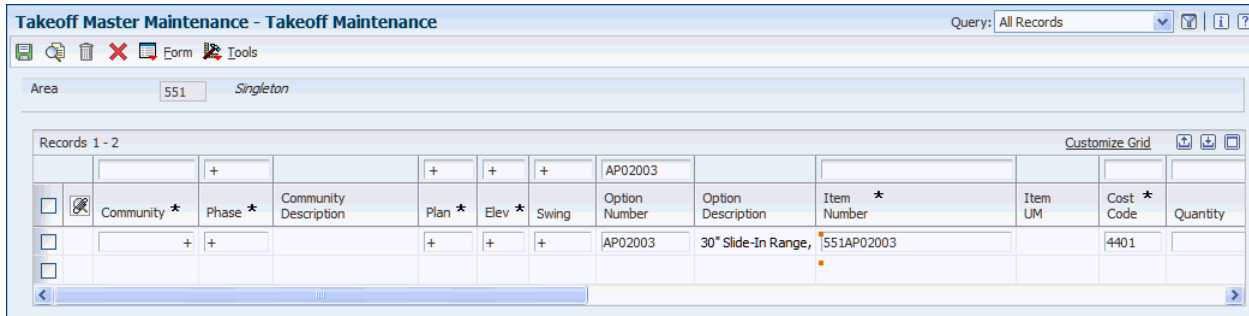 Takeoff Master Maintenance - Takeoff Maintenance Query: All Records
Form Tools
Area 551 Singleton
Records 1 - 2 Customize Grid
+ + + + AP02003
Community * Phase * Community Description Plan * Elev * Swing Option Number Option Description Item Number * Item UM Cost Code * Quantity
+ + + + + AP02003 30" Slide-In Range, 551AP02003 4401